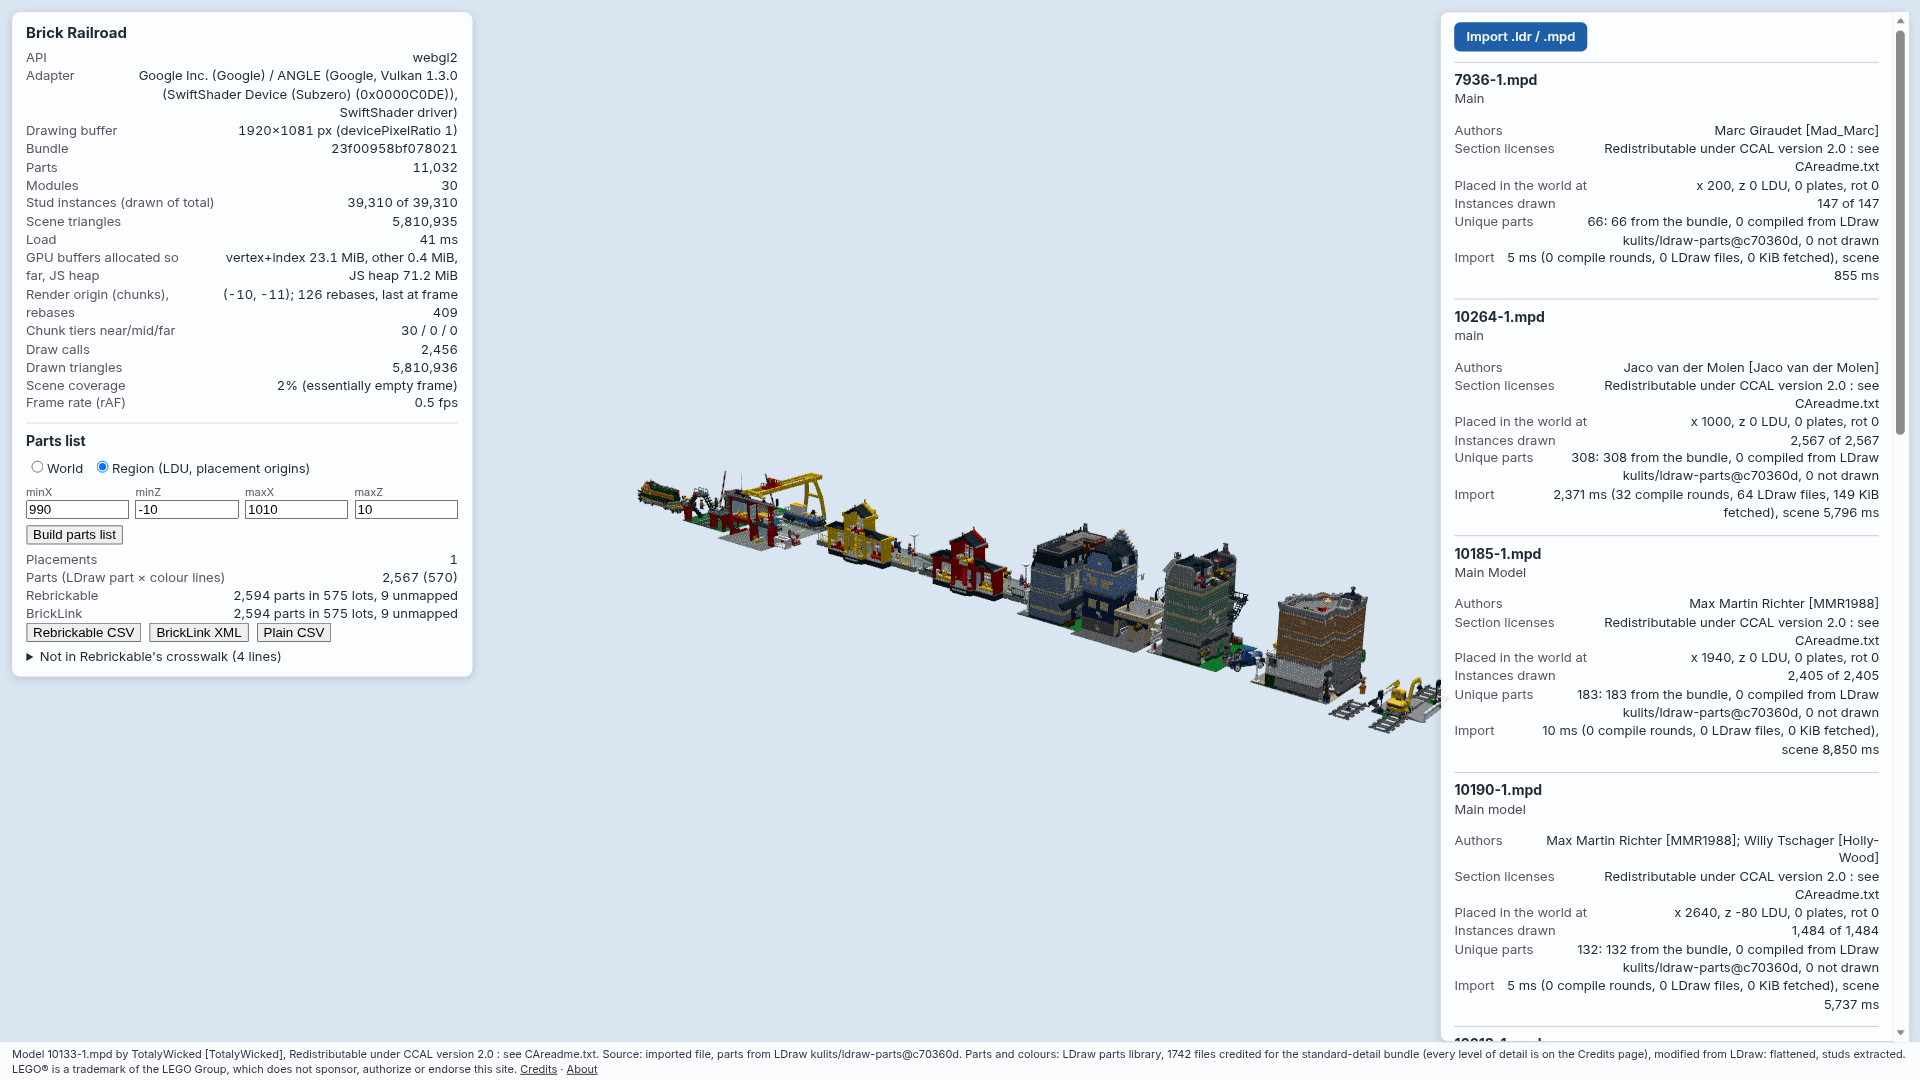 Brick Railroad
API webgl2
Adapter Google Inc. (Google) / ANGLE (Google, Vulkan 1.3.0
(SwiftShader Device (Subzero) (0x0000C0DE)),
SwiftShader driver)
Drawing buffer 1920×1081 px (devicePixelRatio 1)
Bundle 23f00958bf078021
Parts 11,032
Modules 30
Stud instances (drawn of total) 39,310 of 39,310
Scene triangles 5,810,935
Load 41 ms
GPU buffers allocated so vertex+index 23.1 MiB, other 0.4 MiB,
far, JS heap JS heap 71.2 MiB
Render origin (chunks), (-10, -11); 126 rebases, last at frame
rebases 409
Chunk tiers near/mid/far 30 / 0 / 0
Draw calls 2,456
Drawn triangles 5,810,936
Scene coverage 2% (essentially empty frame)
Frame rate (rAF) 0.5 fps
Parts list
World Region (LDU, placement origins)
minX minZ maxX maxZ
990 -10 1010 10
Build parts list
Placements 1
Parts (LDraw part × colour lines) 2,567 (570)
Rebrickable 2,594 parts in 575 lots, 9 unmapped
BrickLink 2,594 parts in 575 lots, 9 unmapped
Rebrickable CSV BrickLink XML Plain CSV
▶ Not in Rebrickable's crosswalk (4 lines)
Import .ldr / .mpd
7936-1.mpd
Main
Authors Marc Giraudet [Mad_Marc]
Section licenses Redistributable under CCAL version 2.0 : see
CAreadme.txt
Placed in the world at x 200, z 0 LDU, 0 plates, rot 0
Instances drawn 147 of 147
Unique parts 66: 66 from the bundle, 0 compiled from LDraw
kulits/ldraw-parts@c70360d, 0 not drawn
Import 5 ms (0 compile rounds, 0 LDraw files, 0 KiB fetched), scene
855 ms
10264-1.mpd
main
Authors Jaco van der Molen [Jaco van der Molen]
Section licenses Redistributable under CCAL version 2.0 : see
CAreadme.txt
Placed in the world at x 1000, z 0 LDU, 0 plates, rot 0
Instances drawn 2,567 of 2,567
Unique parts 308: 308 from the bundle, 0 compiled from LDraw
kulits/ldraw-parts@c70360d, 0 not drawn
Import 2,371 ms (32 compile rounds, 64 LDraw files, 149 KiB
fetched), scene 5,796 ms
10185-1.mpd
Main Model
Authors Max Martin Richter [MMR1988]
Section licenses Redistributable under CCAL version 2.0 : see
CAreadme.txt
Placed in the world at x 1940, z 0 LDU, 0 plates, rot 0
Instances drawn 2,405 of 2,405
Unique parts 183: 183 from the bundle, 0 compiled from LDraw
kulits/ldraw-parts@c70360d, 0 not drawn
Import 10 ms (0 compile rounds, 0 LDraw files, 0 KiB fetched),
scene 8,850 ms
10190-1.mpd
Main model
Authors Max Martin Richter [MMR1988]; Willy Tschager [Holly-
Wood]
Section licenses Redistributable under CCAL version 2.0 : see
CAreadme.txt
Placed in the world at x 2640, z -80 LDU, 0 plates, rot 0
Instances drawn 1,484 of 1,484
Unique parts 132: 132 from the bundle, 0 compiled from LDraw
kulits/ldraw-parts@c70360d, 0 not drawn
Import 5 ms (0 compile rounds, 0 LDraw files, 0 KiB fetched), scene
5,737 ms
Model 10133-1.mpd by TotalyWicked [TotalyWicked], Redistributable under CCAL version 2.0 : see CAreadme.txt. Source: imported file, parts from LDraw kulits/ldraw-parts@c70360d. Parts and colours: LDraw parts library, 1742 files credited for the standard-detail bundle (every level of detail is on the Credits page), modified from LDraw: flattened, studs extracted.
LEGO® is a trademark of the LEGO Group, which does not sponsor, authorize or endorse this site. Credits · About